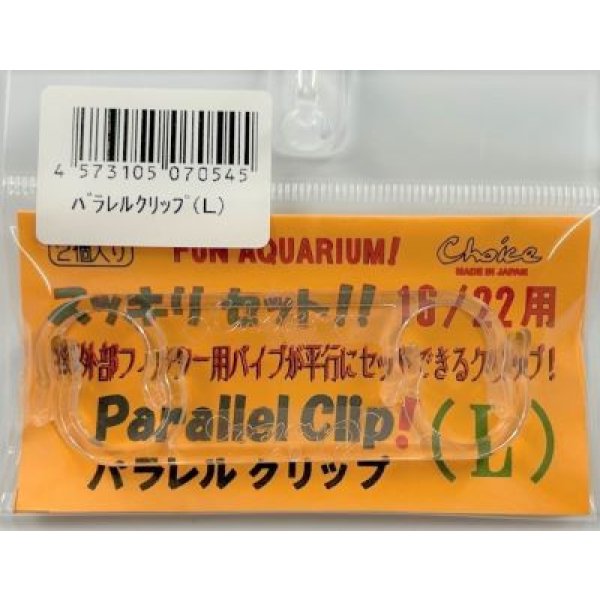 4 573105 070545
ﾊﾟﾗﾚﾙｸﾘｯﾌﾟ(L)
2個入り
FUN AQUARIUM!
Choice
MADE IN JAPAN
スッキリ セット!! 16/22用
外部フィルター用パイプが平行にセットできるクリップ!
Parallel Clip!
パラレル クリップ
(L)